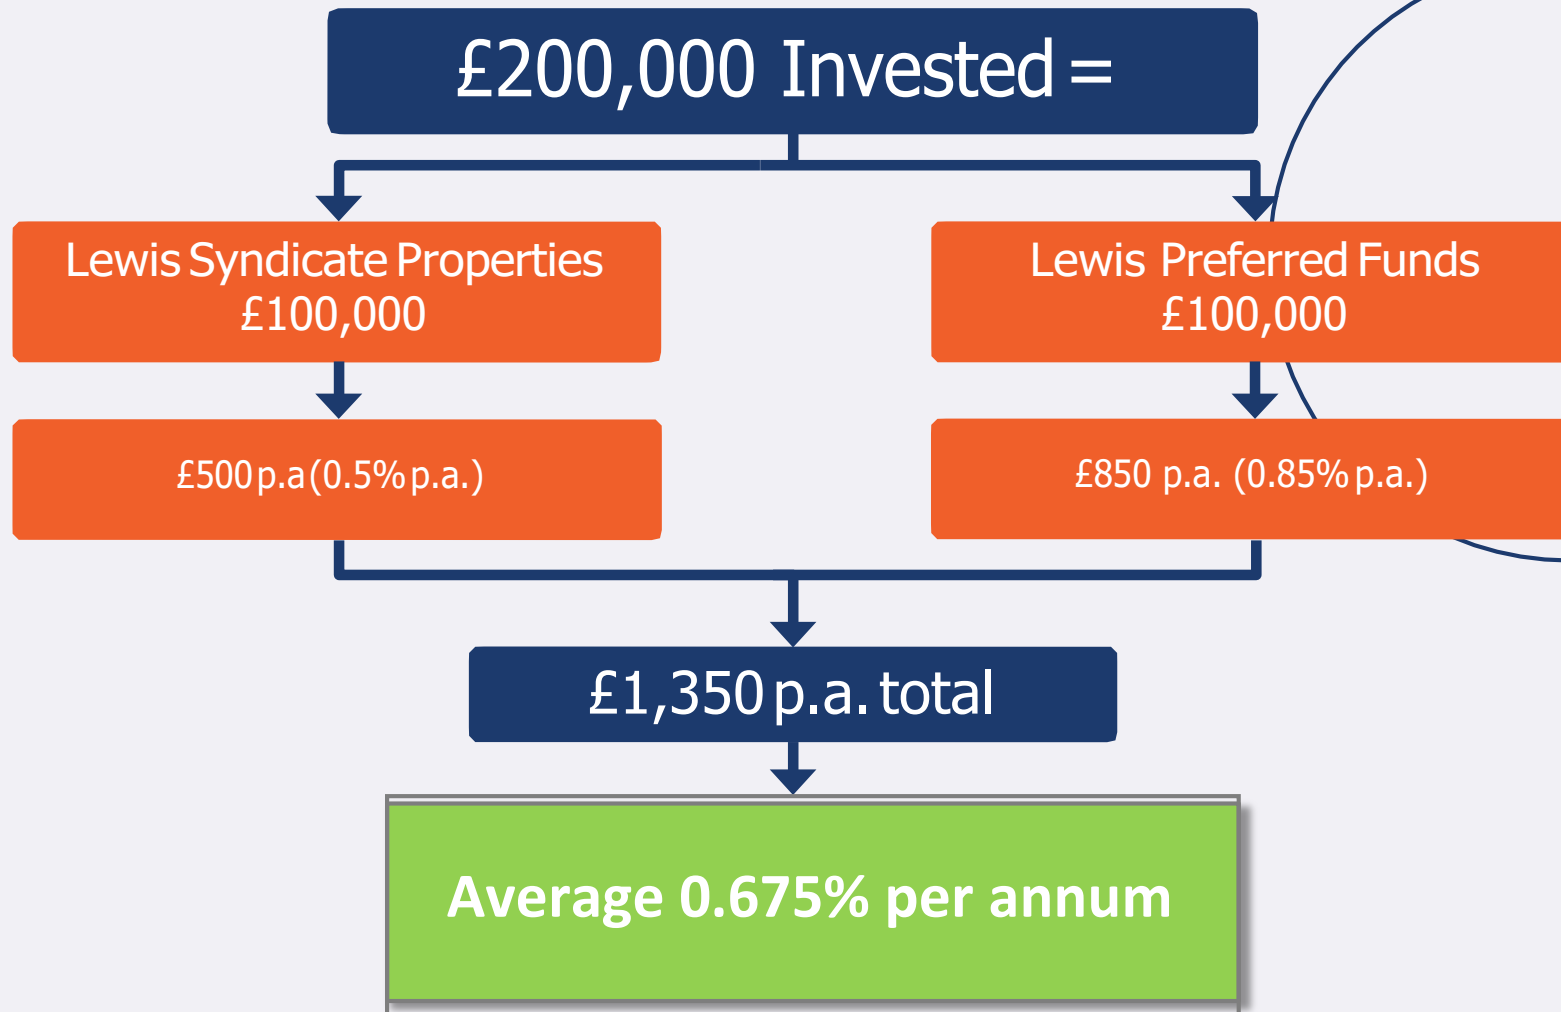 £200,000 Invested =
Lewis Syndicate Properties
£100,000
Lewis Preferred Funds
£100,000
£500 p.a (0.5% p.a.)
£850 p.a. (0.85% p.a.)
£1,350 p.a. total
Average 0.675% per annum